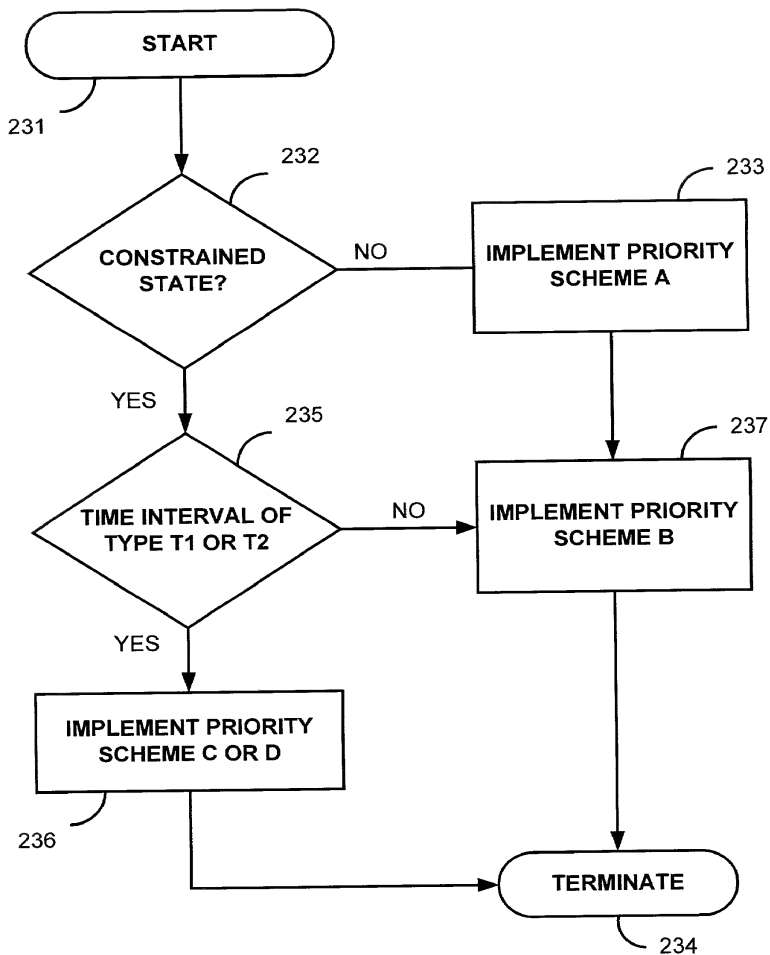 START
231
232
CONSTRAINED
STATE?
NO
233
IMPLEMENT PRIORITY
SCHEME A
YES
235
TIME INTERVAL OF
TYPE T1 OR T2
NO
237
IMPLEMENT PRIORITY
SCHEME B
YES
IMPLEMENT PRIORITY
SCHEME C OR D
236
TERMINATE
234